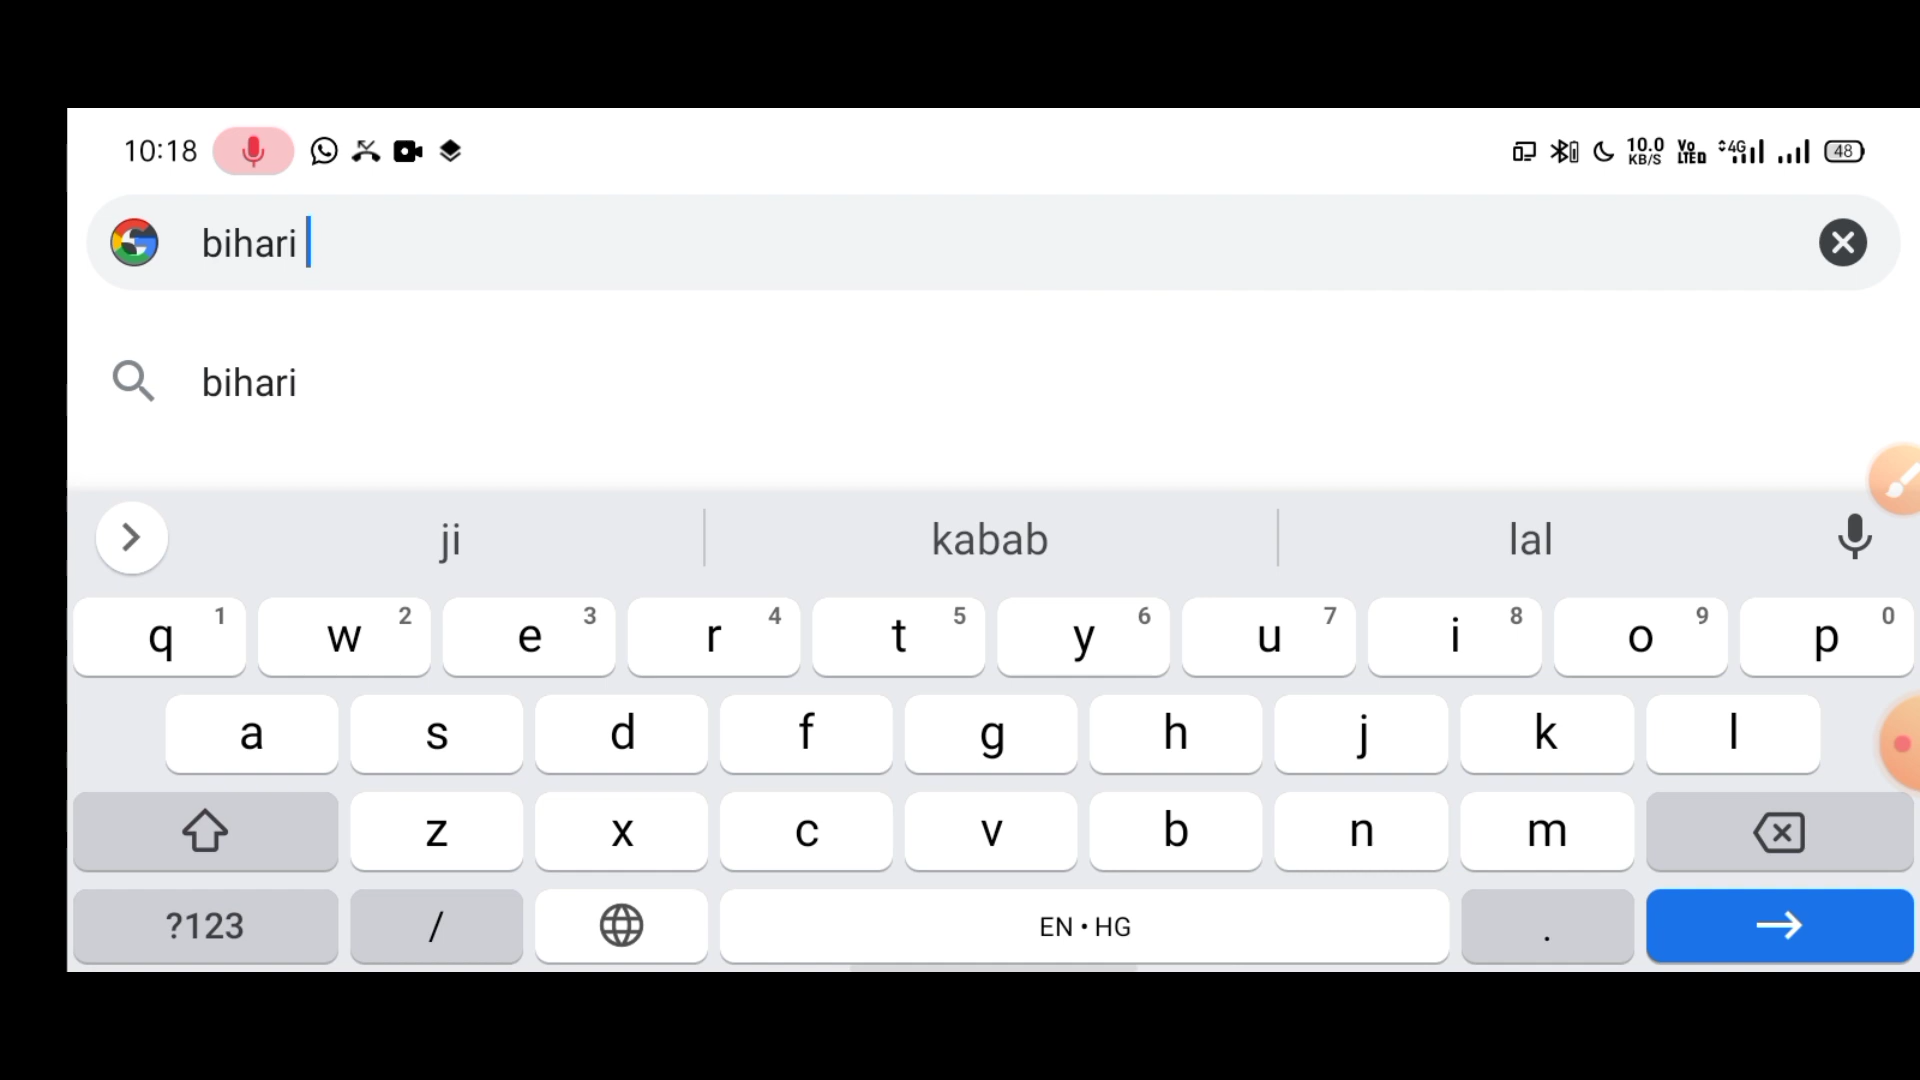 10:18 10.0 KB/S Vo LTED 4G 48
bihari
bihari
ji kabab lal
q 1 w 2 e 3 r 4 t 5 y 6 u 7 i 8 o 9 p 0
a s d f g h j k l
z x c v b n m
?123 / EN • HG .